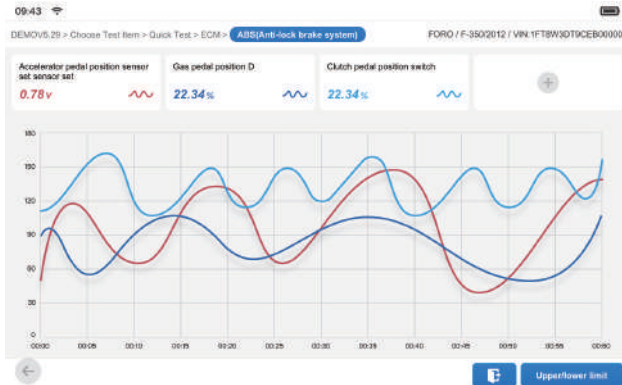 09:43
DEMOV5.29 > Choose Test Item > Quick Test > ECM > ABS(Anti-lock brake system) FORO / F-350/2012 / VIN:1FT8W3DT9CEB00000
Accelerator pedal position sensor
set sensor set
0.78 v
Gas pedal position D
22.34 %
Clutch pedal position switch
22.34 %
180
150
120
90
60
30
0
00:00 00:05 00:10 00:15 00:20 00:25 00:30 00:35 00:40 00:45 00:50 00:55 00:60
Upper/lower limit